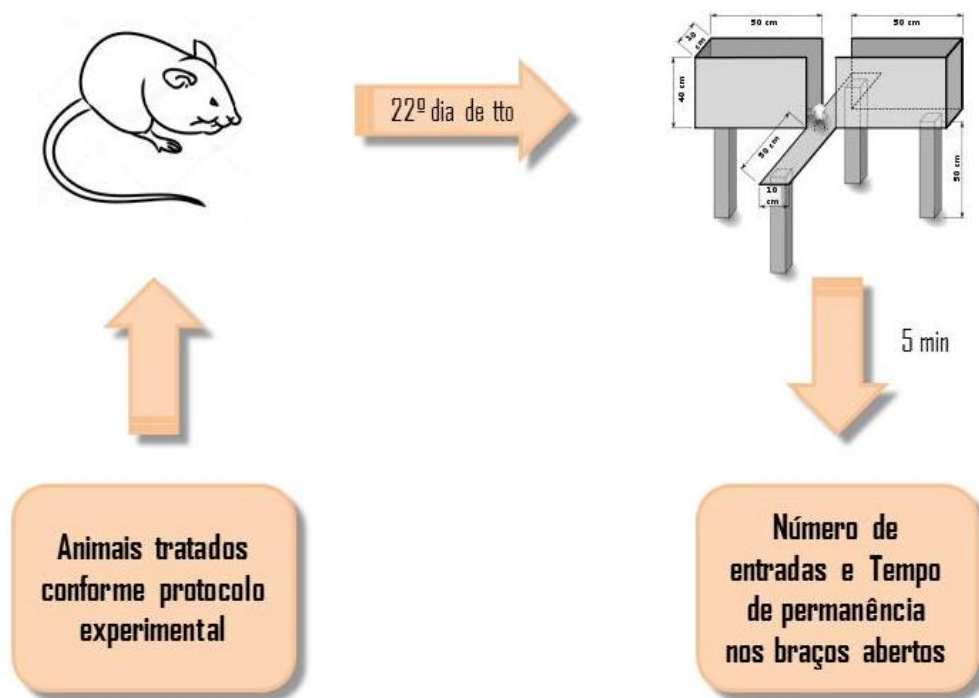 50 cm
50 cm
10 cm
40 cm
22º dia de tto
50 cm
50 cm
10
cm
5 min
Animais tratados
conforme protocolo
experimental
Número de
entradas e Tempo
de permanência
nos braços abertos